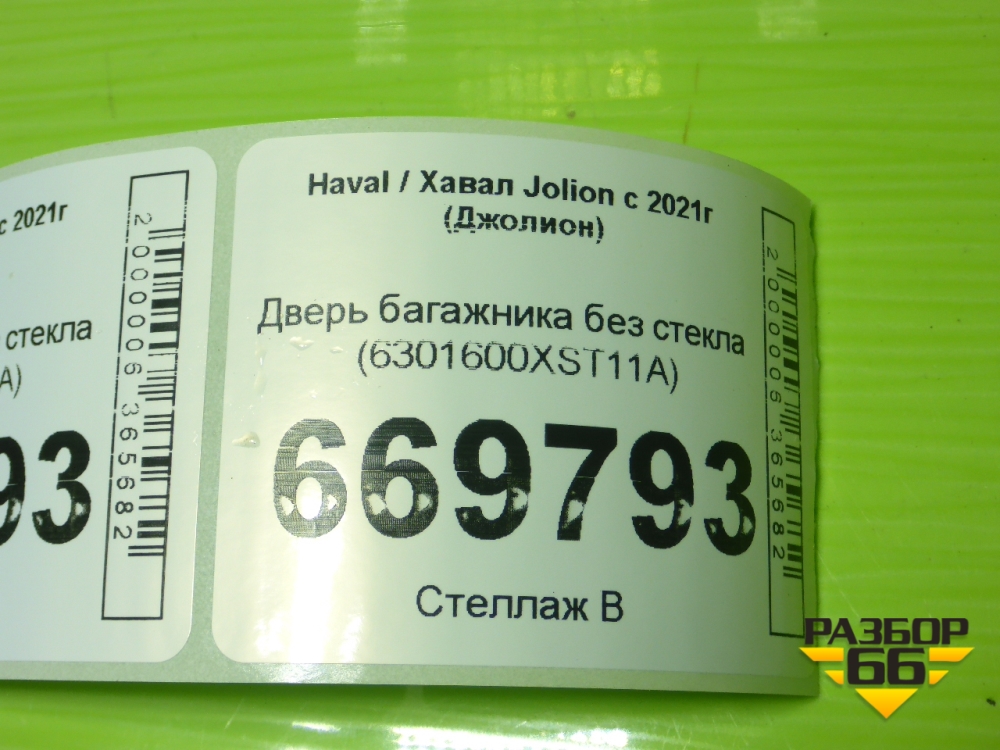 с 2021г
стекла
А)
93
2000006365682
Haval / Хавал Jolion с 2021г
(Джолион)
Дверь багажника без стекла
(6301600XST11A)
669793
Стеллаж В
2000006365682
РАЗБОР
66